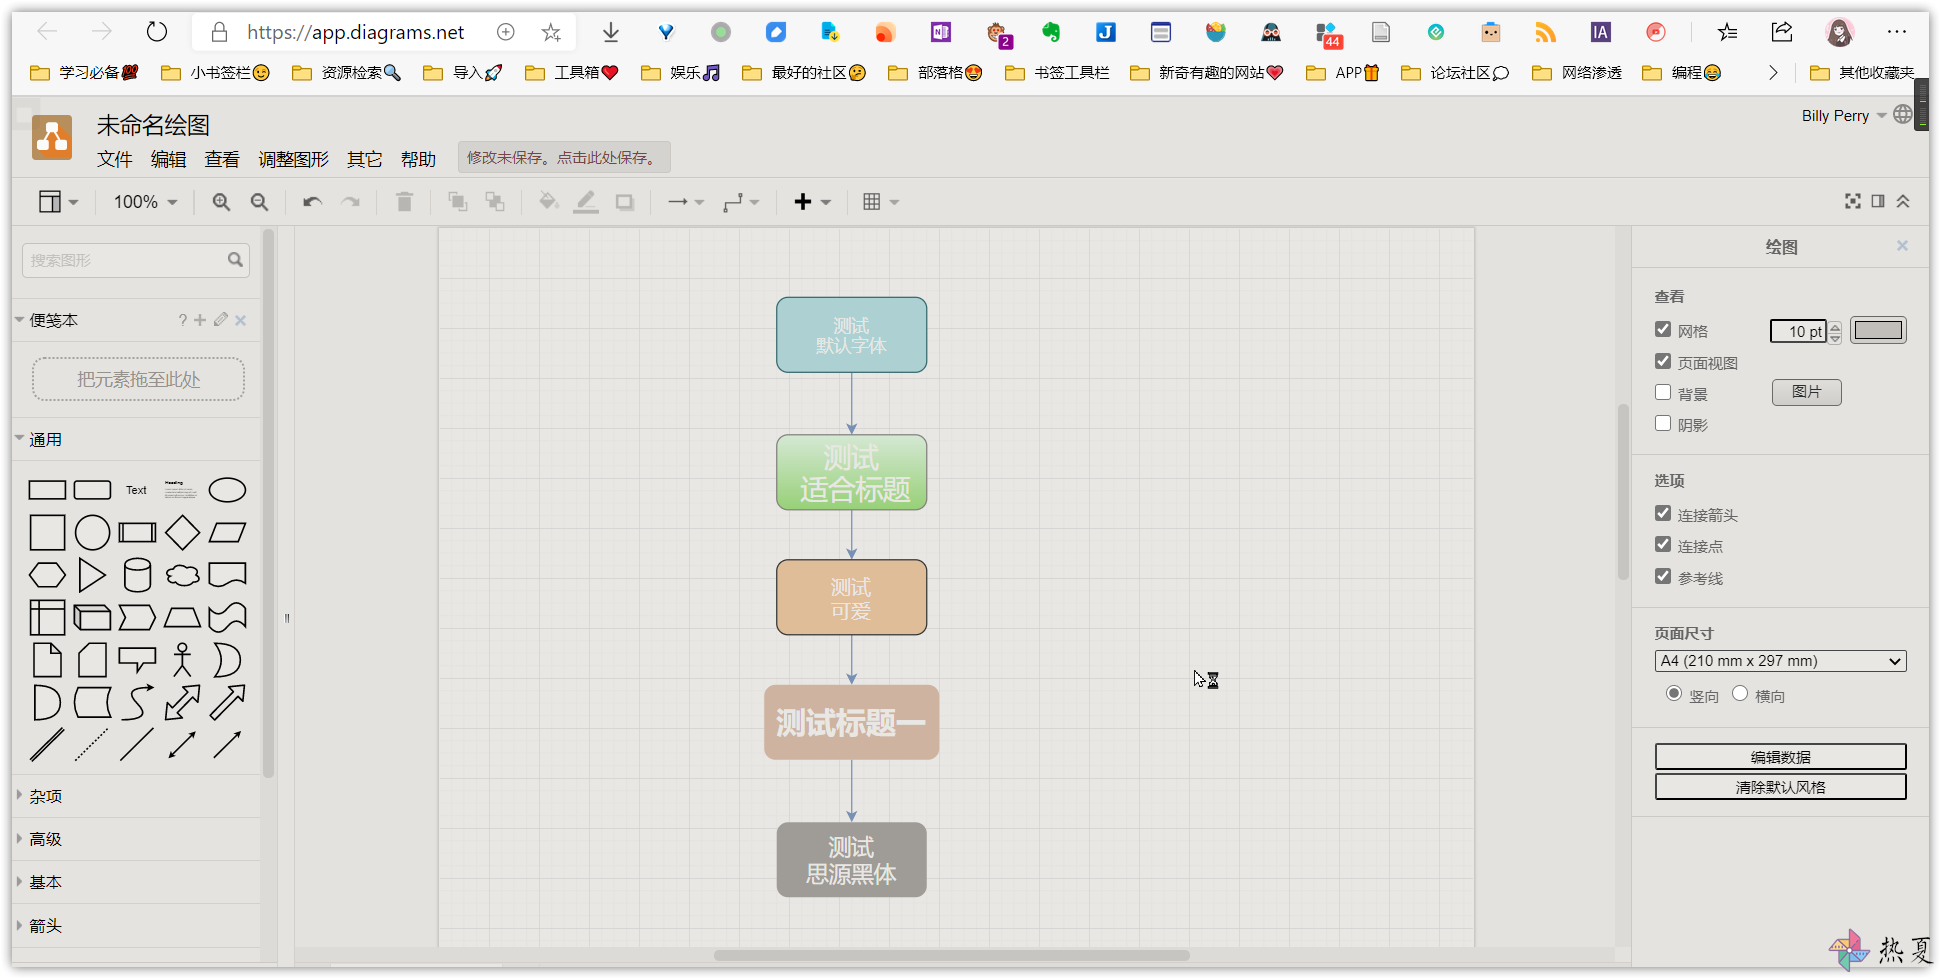 https://app.diagrams.net
2
44
IA
学习必备 小书签栏 资源检索 导入 工具箱 娱乐 最好的社区 部落格 书签工具栏 新奇有趣的网站 APP 论坛社区 网络渗透 编程 其他收藏夹
未命名绘图
Billy Perry
文件 编辑 查看 调整图形 其它 帮助 修改未保存。点击此处保存。
100%
搜索图形
便笺本 ?
把元素拖至此处
通用
Text
Heading
杂项
高级
基本
箭头
测试
默认字体
测试
适合标题
测试
可爱
测试标题一
测试
思源黑体
绘图
查看
网格 10 pt
页面视图
背景 图片
阴影
选项
连接箭头
连接点
参考线
页面尺寸
A4 (210 mm x 297 mm)
竖向 横向
编辑数据
清除默认风格
热夏